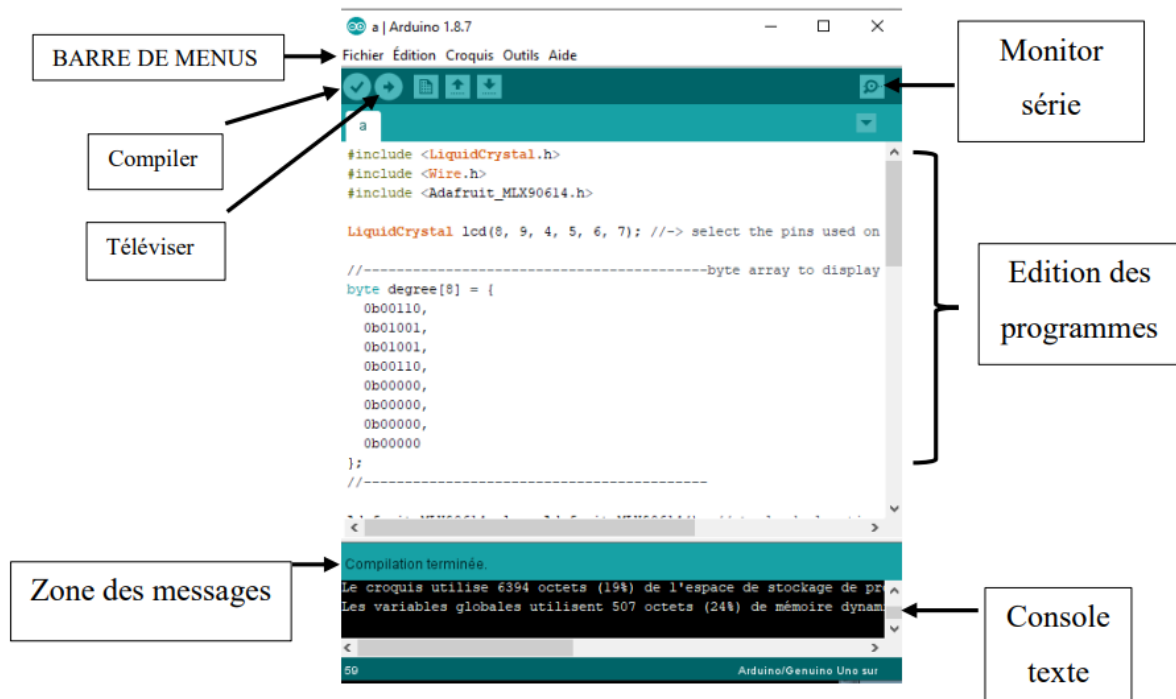 a | Arduino 1.8.7
BARRE DE MENUS
Fichier Édition Croquis Outils Aide
Monitor
série
a
Compiler
Téléviser
#include <LiquidCrystal.h>
#include <Wire.h>
#include <Adafruit_MLX90614.h>
LiquidCrystal lcd(8, 9, 4, 5, 6, 7); //-> select the pins used on
//------------------------------------------byte array to display
byte degree[8] = {
0b00110,
0b01001,
0b01001,
0b00110,
0b00000,
0b00000,
0b00000,
0b00000
};
//------------------------------------------
Edition des
programmes
Zone des messages
Compilation terminée.
Le croquis utilise 6394 octets (19%) de l'espace de stockage de pr
Les variables globales utilisent 507 octets (24%) de mémoire dynam
Console
texte
59
Arduino/Genuino Uno sur